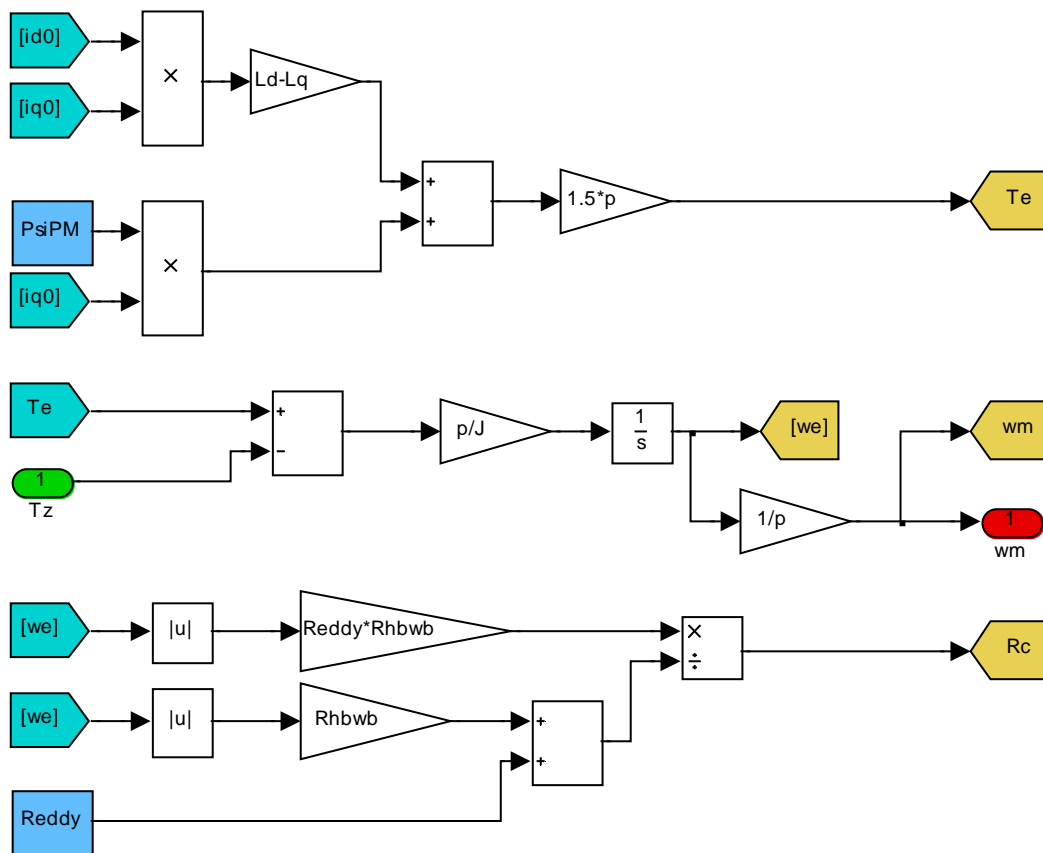 [id0]
×
Ld-Lq
[iq0]
+
1.5*p
Te
PsiPM
+
×
[iq0]
Te
+
p/J
1
s
[we]
wm
−
1
Tz
1/p
1
wm
[we]
|u|
Reddy*Rhbwb
×
÷
Rc
[we]
|u|
Rhbwb
+
+
Reddy